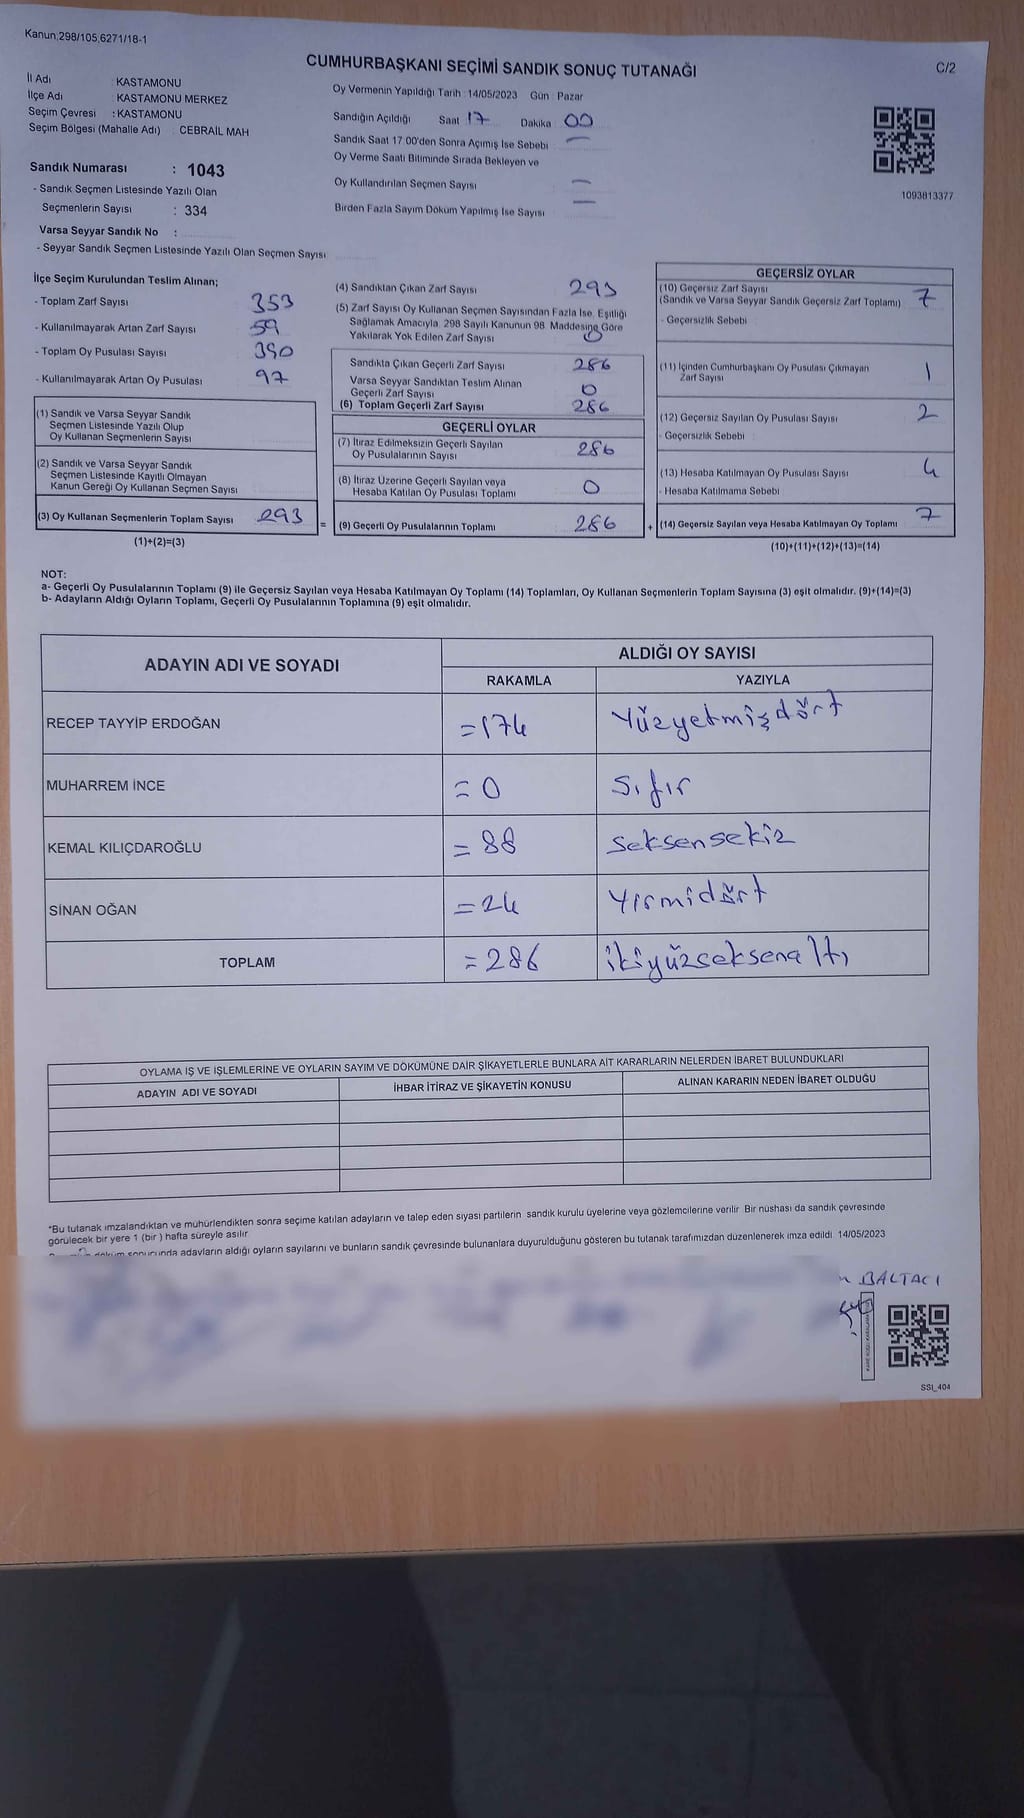 Kanun;298/105,6271/18-1
C/2
CUMHURBAŞKANI SEÇİMİ SANDIK SONUÇ TUTANAĞI
İl Adı : KASTAMONU
İlçe Adı : KASTAMONU MERKEZ
Seçim Çevresi : KASTAMONU
Seçim Bölgesi (Mahalle Adı) : CEBRAİL MAH
Oy Vermenin Yapıldığı Tarih : 14/05/2023 Gün : Pazar
Sandığın Açıldığı Saat 17 Dakika 00
Sandık Saat 17:00'den Sonra Açımış İse Sebebi —
Oy Verme Saati Bitiminde Sırada Bekleyen ve
Oy Kullandırılan Seçmen Sayısı —
Birden Fazla Sayım Döküm Yapılmış İse Sayısı —
1093813377
Sandık Numarası : 1043
- Sandık Seçmen Listesinde Yazılı Olan
Seçmenlerin Sayısı : 334
Varsa Seyyar Sandık No :
- Seyyar Sandık Seçmen Listesinde Yazılı Olan Seçmen Sayısı
İlçe Seçim Kurulundan Teslim Alınan;
- Toplam Zarf Sayısı 353
- Kullanılmayarak Artan Zarf Sayısı 59
- Toplam Oy Pusulası Sayısı 390
- Kullanılmayarak Artan Oy Pusulası 97
(1) Sandık ve Varsa Seyyar Sandık
Seçmen Listesinde Yazılı Olup
Oy Kullanan Seçmenlerin Sayısı
(2) Sandık ve Varsa Seyyar Sandık
Seçmen Listesinde Kayıtlı Olmayan
Kanun Gereği Oy Kullanan Seçmen Sayısı
(3) Oy Kullanan Seçmenlerin Toplam Sayısı 293 =
(1)+(2)=(3)
(4) Sandıktan Çıkan Zarf Sayısı 293
(5) Zarf Sayısı Oy Kullanan Seçmen Sayısından Fazla İse, Eşitliği
Sağlamak Amacıyla, 298 Sayılı Kanunun 98. Maddesine Göre
Yakılarak Yok Edilen Zarf Sayısı 0
Sandıkta Çıkan Geçerli Zarf Sayısı 286
Varsa Seyyar Sandıktan Teslim Alınan
Geçerli Zarf Sayısı 0
(6) Toplam Geçerli Zarf Sayısı 286
GEÇERLİ OYLAR
(7) İtiraz Edilmeksizin Geçerli Sayılan
Oy Pusulalarının Sayısı 286
(8) İtiraz Üzerine Geçerli Sayılan veya
Hesaba Katılan Oy Pusulası Toplamı 0
(9) Geçerli Oy Pusulalarının Toplamı 286 +
GEÇERSİZ OYLAR
(10) Geçersiz Zarf Sayısı
(Sandık ve Varsa Seyyar Sandık Geçersiz Zarf Toplamı) 7
- Geçersizlik Sebebi
(11) İçinden Cumhurbaşkanı Oy Pusulası Çıkmayan
Zarf Sayısı 1
(12) Geçersiz Sayılan Oy Pusulası Sayısı 2
- Geçersizlik Sebebi
(13) Hesaba Katılmayan Oy Pusulası Sayısı 4
- Hesaba Katılmama Sebebi
(14) Geçersiz Sayılan veya Hesaba Katılmayan Oy Toplamı 7
(10)+(11)+(12)+(13)=(14)
NOT:
a- Geçerli Oy Pusulalarının Toplamı (9) ile Geçersiz Sayılan veya Hesaba Katılmayan Oy Toplamı (14) Toplamları, Oy Kullanan Seçmenlerin Toplam Sayısına (3) eşit olmalıdır. (9)+(14)=(3)
b- Adayların Aldığı Oyların Toplamı, Geçerli Oy Pusulalarının Toplamına (9) eşit olmalıdır.
ADAYIN ADI VE SOYADI ALDIĞI OY SAYISI
RAKAMLA YAZIYLA
RECEP TAYYİP ERDOĞAN =174 Yüzyetmişdört
MUHARREM İNCE =0 Sıfır
KEMAL KILIÇDAROĞLU =88 Seksensekiz
SİNAN OĞAN =24 Yirmidört
TOPLAM =286 ikiyüzseksenaltı
OYLAMA İŞ VE İŞLEMLERİNE VE OYLARIN SAYIM VE DÖKÜMÜNE DAİR ŞİKAYETLERLE BUNLARA AİT KARARLARIN NELERDEN İBARET BULUNDUKLARI
ADAYIN ADI VE SOYADI İHBAR İTİRAZ VE ŞİKAYETİN KONUSU ALINAN KARARIN NEDEN İBARET OLDUĞU
*Bu tutanak imzalandıktan ve mühürlendikten sonra seçime katılan adayların ve talep eden siyasi partilerin sandık kurulu üyelerine veya gözlemcilerine verilir. Bir nüshası da sandık çevresinde
görülecek bir yere 1 (bir) hafta süreyle asılır.
döküm sonucunda adayların aldığı oyların sayılarını ve bunların sandık çevresinde bulunanlara duyurulduğunu gösteren bu tutanak tarafımızdan düzenlenerek imza edildi. 14/05/2023
BALTACI
SSI_404